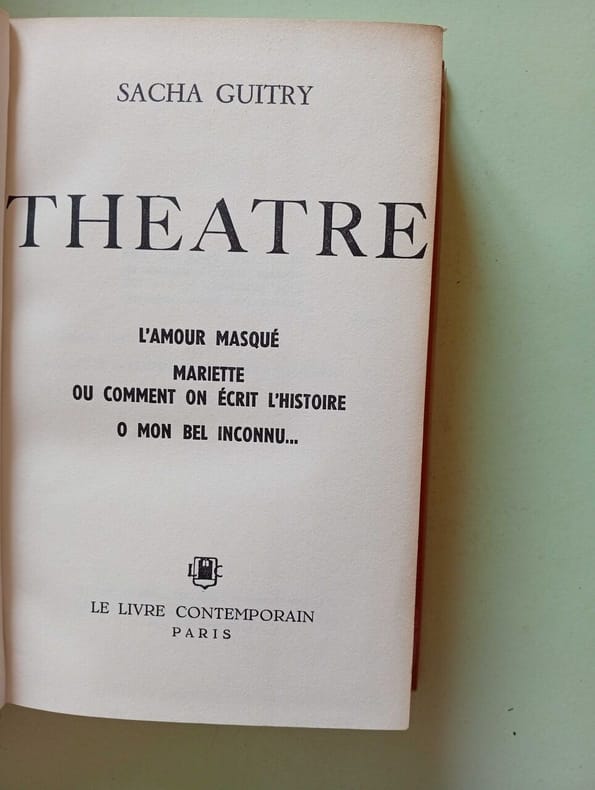 SACHA GUITRY
THEATRE
L'AMOUR MASQUÉ
MARIETTE
OU COMMENT ON ÉCRIT L'HISTOIRE
O MON BEL INCONNU...
L C
LE LIVRE CONTEMPORAIN
PARIS